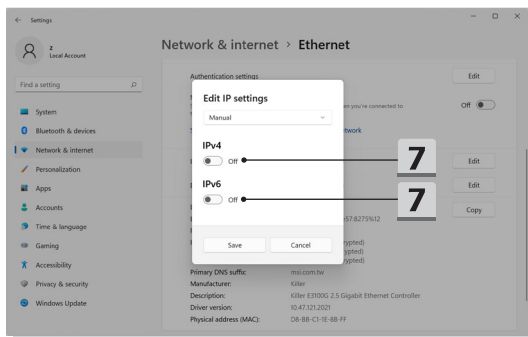 Settings
z
Local Account
Find a setting
System
Bluetooth & devices
Network & internet
Personalization
Apps
Accounts
Time & language
Gaming
Accessibility
Privacy & security
Windows Update
Network & internet > Ethernet
Authentication settings
Edit
en you're connected to
Off
twork
Edit
Edit
Copy
57:8275%12
rypted)
ypted)
rypted)
Primary DNS suffix: msi.com.tw
Manufacturer: Killer
Description: Killer E3100G 2.5 Gigabit Ethernet Controller
Driver version: 10.47.121.2021
Physical address (MAC): D8-BB-C1-1E-8B-FF
Edit IP settings
Manual
IPv4
Off
7
IPv6
Off
7
Save Cancel